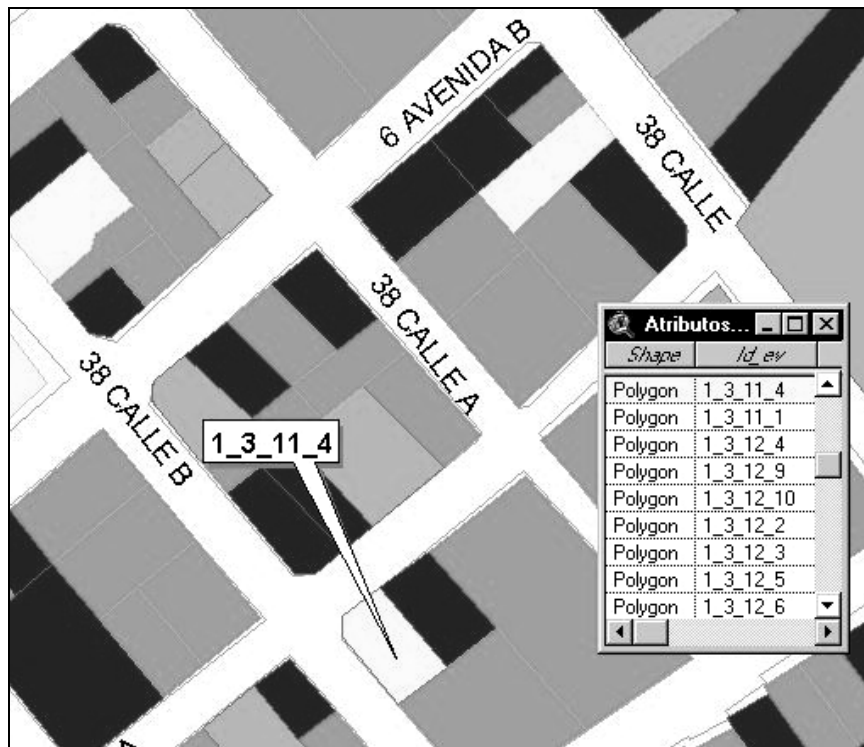 6 AVENIDA B
38 CALLE
38 CALLE A
38 CALLE B
1_3_11_4
Atributos...
Shape Id_ev
Polygon 1_3_11_4
Polygon 1_3_11_1
Polygon 1_3_12_4
Polygon 1_3_12_9
Polygon 1_3_12_10
Polygon 1_3_12_2
Polygon 1_3_12_3
Polygon 1_3_12_5
Polygon 1_3_12_6